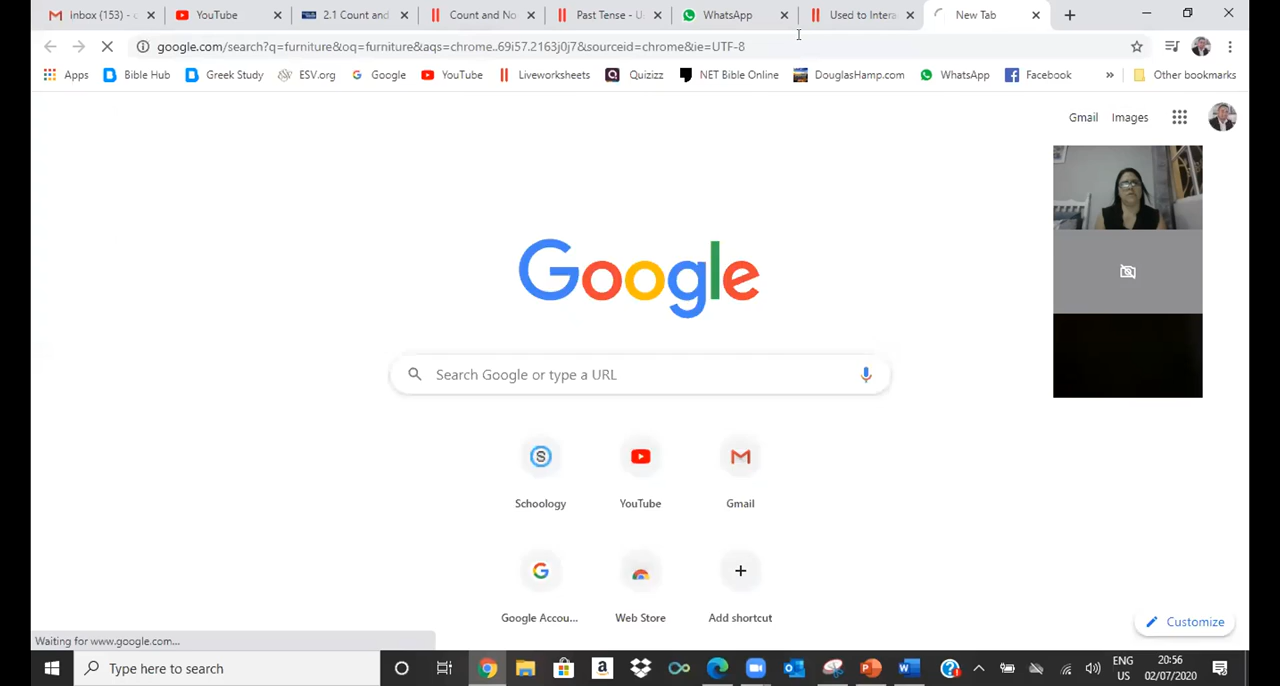 inbox (153) - c
YouTube
2.1 Count and
Count and No
Past Tense - U
WhatsApp
Used to Intera
New Tab
google.com/search?q=furniture&oq=furniture&aqs=chrome..69i57.2163j0j7&sourceid=chrome&ie=UTF-8
Apps
Bible Hub
Greek Study
ESV.org
Google
YouTube
Liveworksheets
Quizizz
NET Bible Online
DouglasHamp.com
WhatsApp
Facebook
»
Other bookmarks
Gmail
Images
Google
Search Google or type a URL
Schoology
YouTube
Gmail
Google Accou...
Web Store
Add shortcut
Customize
Waiting for www.google.com...
Type here to search
ENG
US
20:56
02/07/2020